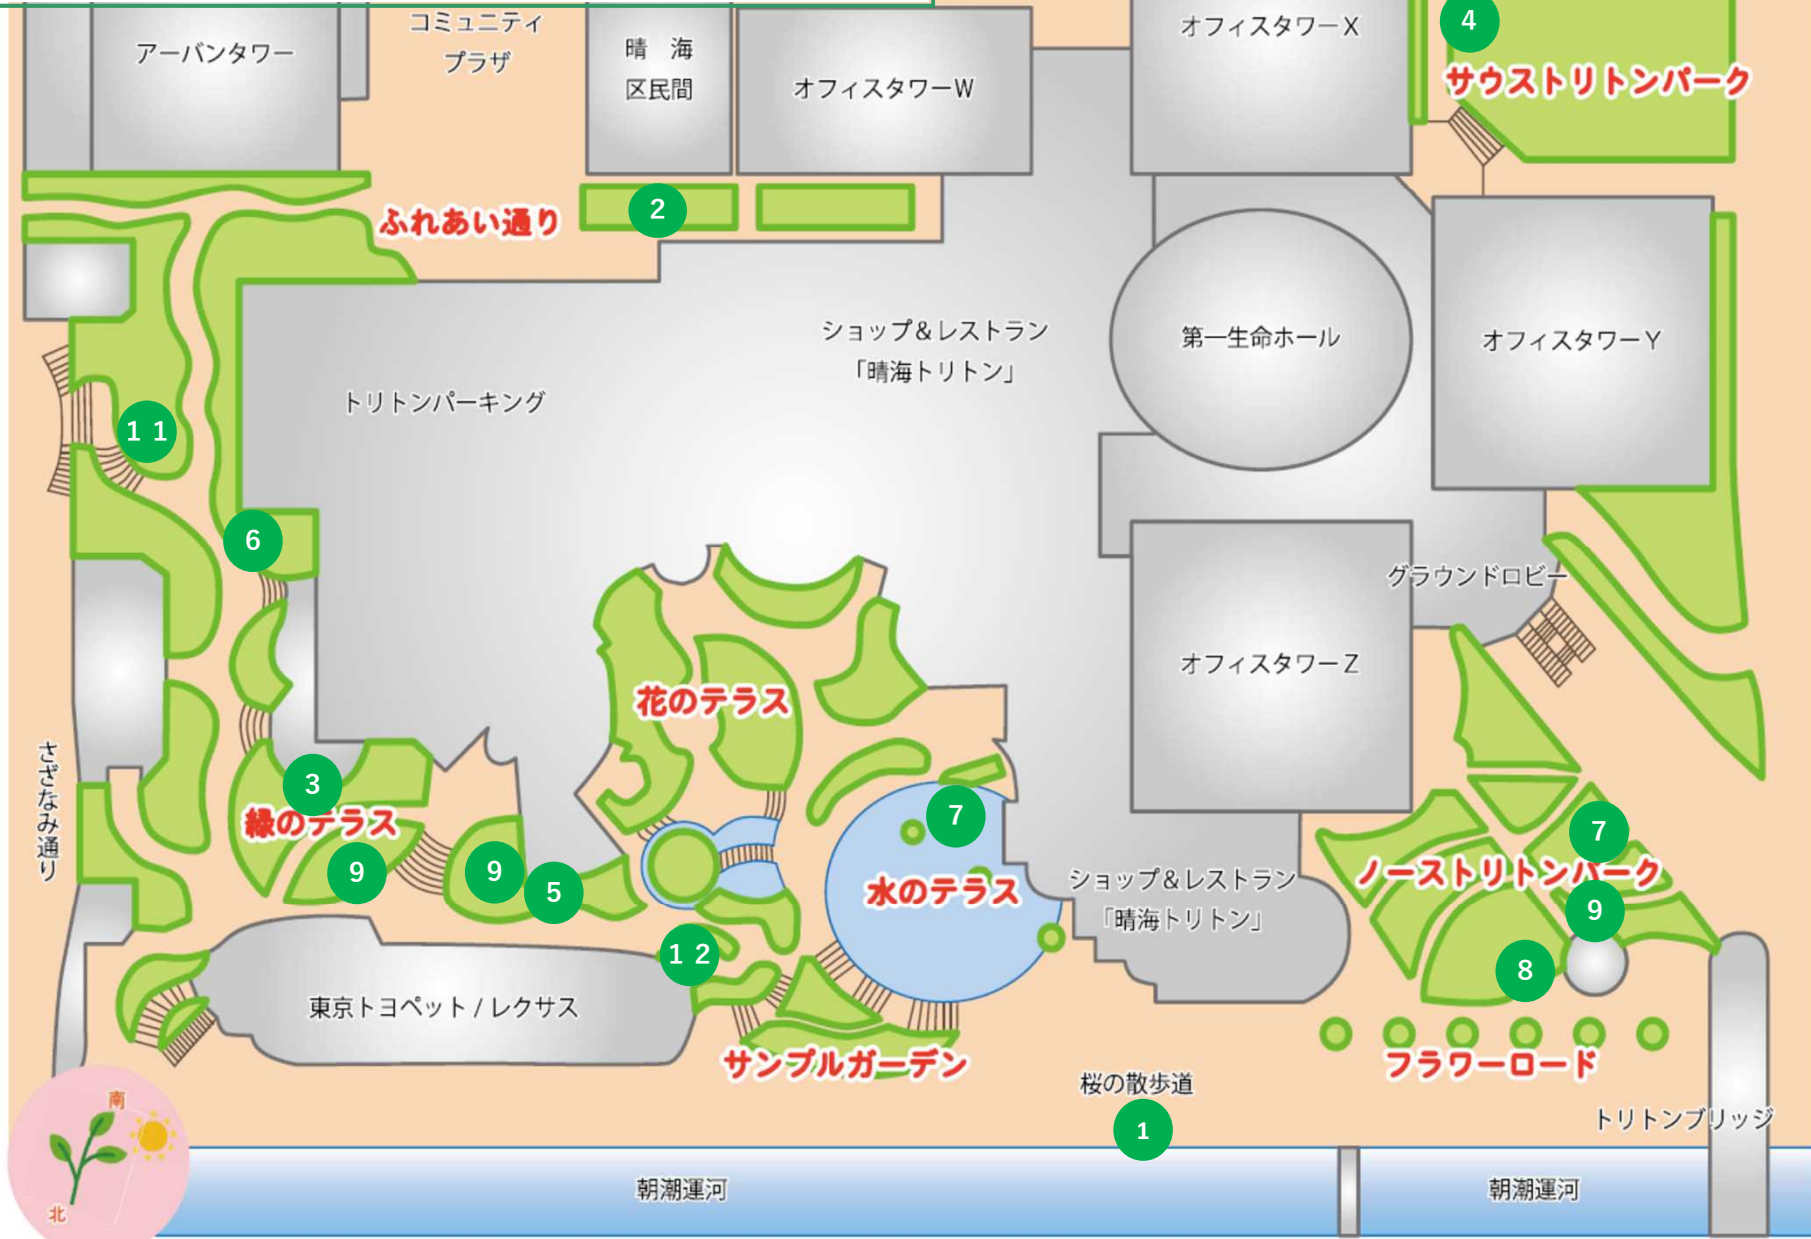 コミュニティ
プラザ
アーバンタワー
晴 海
区民間
オフィスタワーW
オフィスタワーX
4
サウストリトンパーク
ふれあい通り
2
ショップ&レストラン
「晴海トリトン」
第一生命ホール
オフィスタワーY
トリトンパーキング
11
6
グラウンドロビー
オフィスタワーZ
花のテラス
さざなみ通り
3
緑のテラス
9
9
5
7
水のテラス
ショップ&レストラン
「晴海トリトン」
7
ノーストリトンパーク
9
8
12
東京トヨペット / レクサス
サンプルガーデン
フラワーロード
桜の散歩道
1
トリトンブリッジ
南
北
朝潮運河
朝潮運河